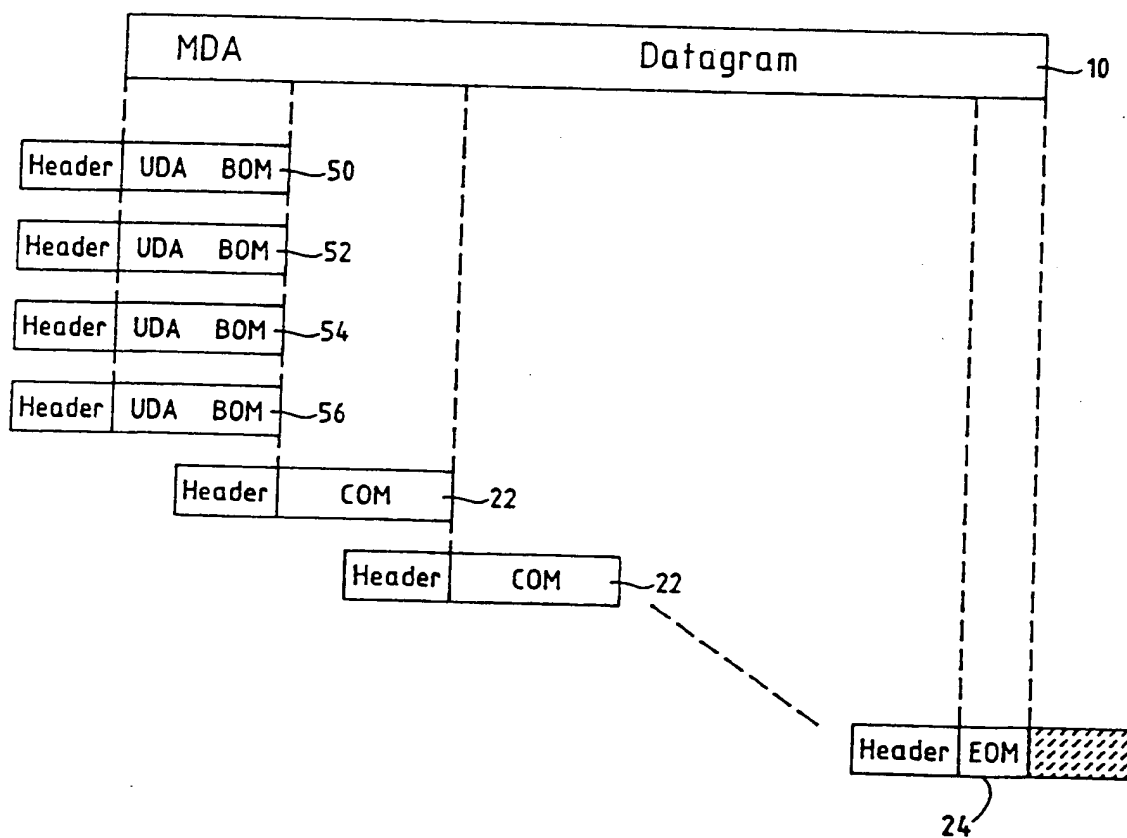 MDA Datagram 10
Header UDA BOM 50
Header UDA BOM 52
Header UDA BOM 54
Header UDA BOM 56
Header COM 22
Header COM 22
Header EOM
24